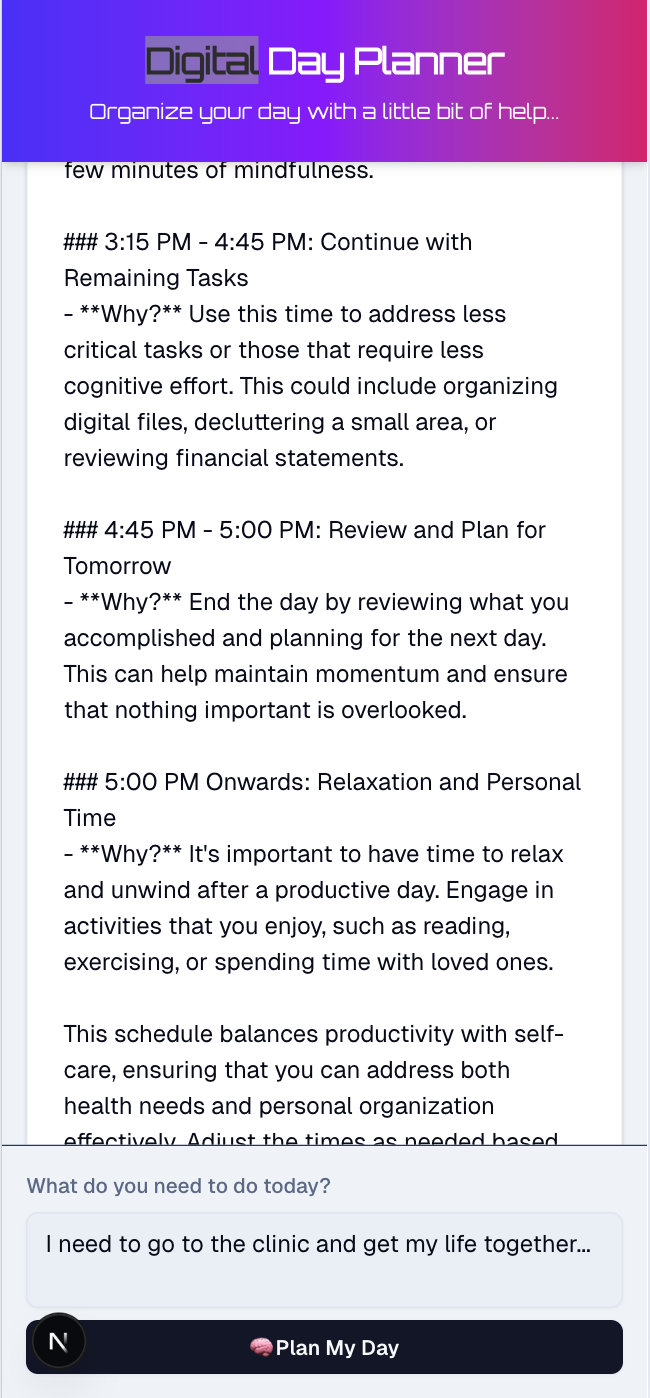 Digital Day Planner
Organize your day with a little bit of help...
few minutes of mindfulness.
### 3:15 PM - 4:45 PM: Continue with
Remaining Tasks
- **Why?** Use this time to address less
critical tasks or those that require less
cognitive effort. This could include organizing
digital files, decluttering a small area, or
reviewing financial statements.
### 4:45 PM - 5:00 PM: Review and Plan for
Tomorrow
- **Why?** End the day by reviewing what you
accomplished and planning for the next day.
This can help maintain momentum and ensure
that nothing important is overlooked.
### 5:00 PM Onwards: Relaxation and Personal
Time
- **Why?** It's important to have time to relax
and unwind after a productive day. Engage in
activities that you enjoy, such as reading,
exercising, or spending time with loved ones.
This schedule balances productivity with self-
care, ensuring that you can address both
health needs and personal organization
effectively. Adjust the times as needed based
What do you need to do today?
I need to go to the clinic and get my life together...
N
🧠Plan My Day